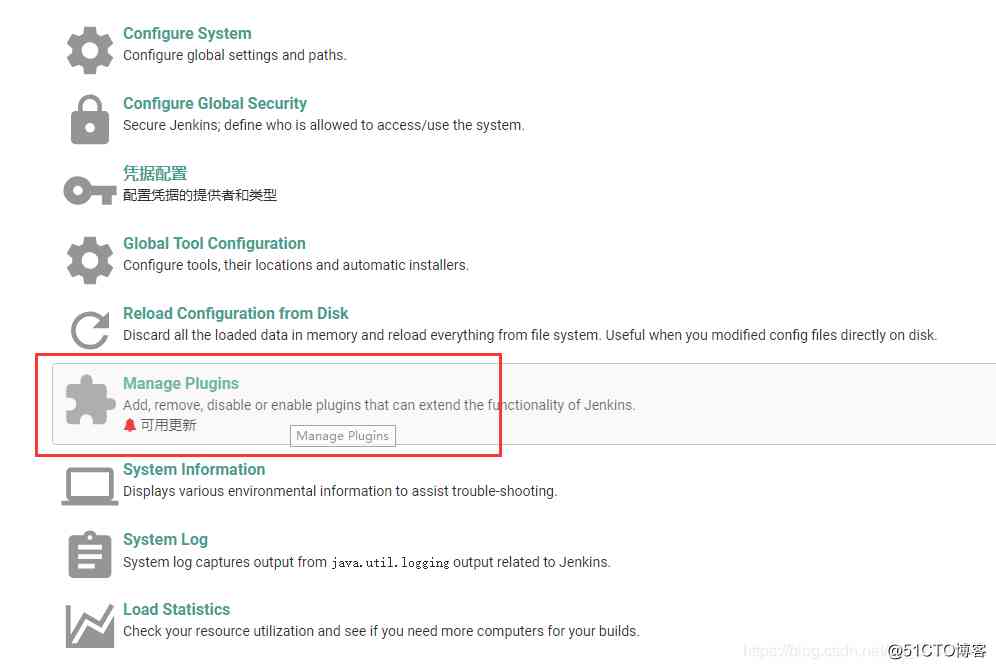 Configure System
Configure global settings and paths.
Configure Global Security
Secure Jenkins; define who is allowed to access/use the system.
凭据配置
配置凭据的提供者和类型
Global Tool Configuration
Configure tools, their locations and automatic installers.
Reload Configuration from Disk
Discard all the loaded data in memory and reload everything from file system. Useful when you modified config files directly on disk.
Manage Plugins
Add, remove, disable or enable plugins that can extend the functionality of Jenkins.
可用更新
Manage Plugins
System Information
Displays various environmental information to assist trouble-shooting.
System Log
System log captures output from java.util.logging output related to Jenkins.
Load Statistics
Check your resource utilization and see if you need more computers for your builds.
https://blog.csdn.net @51CTO博客